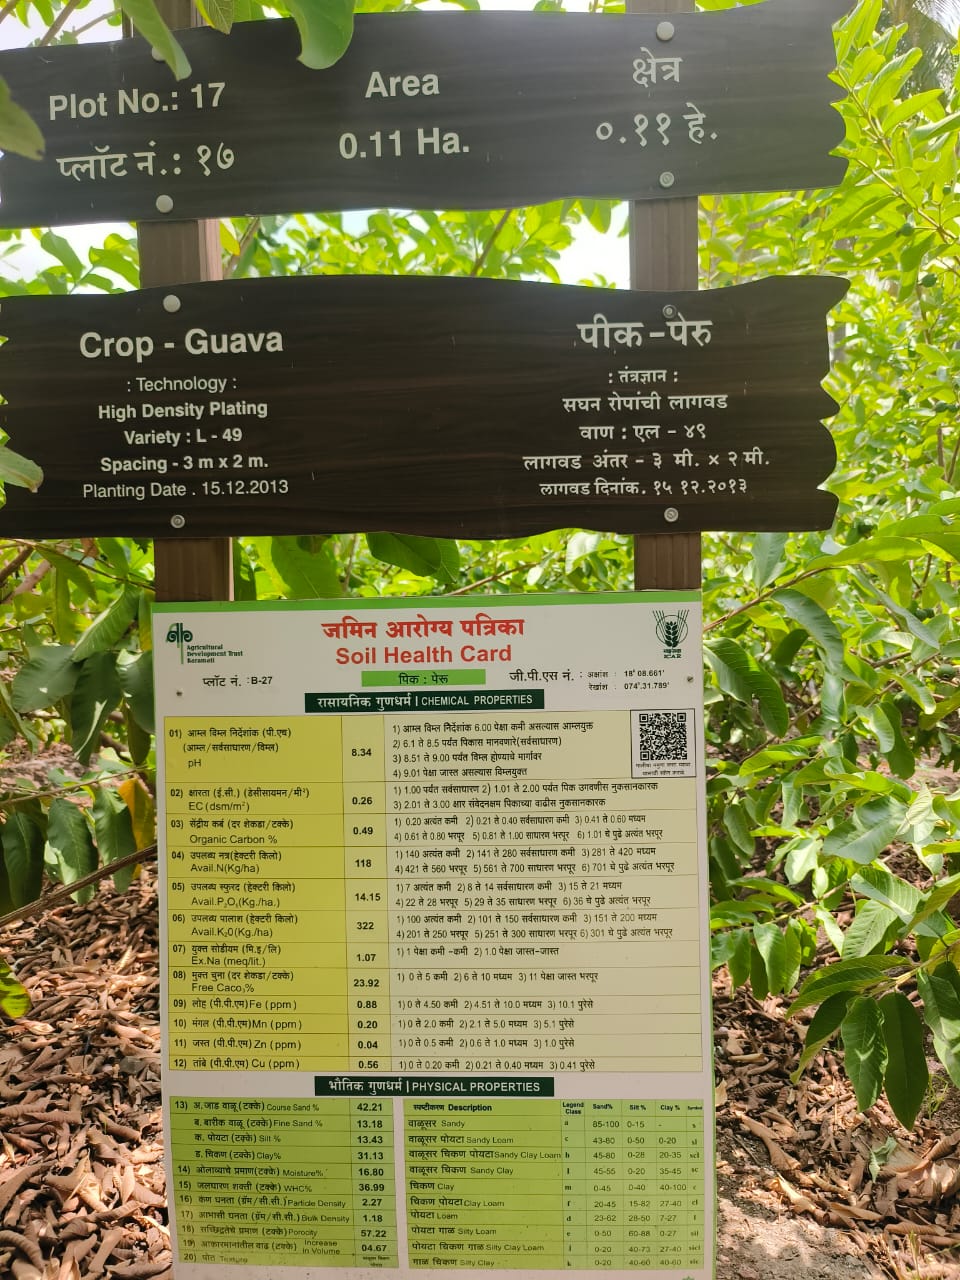 Plot No.: 17
Area
क्षेत्र
प्लॉट नं.: १७
0.11 Ha.
०.११ हे.
Crop - Guava
: Technology :
High Density Plating
Variety : L - 49
Spacing - 3 m x 2 m.
Planting Date . 15.12.2013
पीक-पेरु
: तंत्रज्ञान :
सघन रोपांची लागवड
वाण : एल - ४९
लागवड अंतर - ३ मी. × २ मी.
लागवड दिनांक. १५ १२.२०१३
Agricultural
Development Trust
Baramati
जमिन आरोग्य पत्रिका
Soil Health Card
ICAR
प्लॉट नं. :B-27
पिक : पेरू
जी.पी.एस नं. : अक्षांश : 18° 08.661'
रेखांश : 074°.31.789'
रासायनिक गुणधर्म | CHEMICAL PROPERTIES
01) आम्ल विम्ल निर्देशांक (पी.एच)
(आम्ल / सर्वसाधारण / विम्ल)
pH
8.34
1) आम्ल विम्ल निर्देशांक 6.00 पेक्षा कमी असल्यास आम्लयुक्त
2) 6.1 ते 8.5 पर्यंत पिकास मानवणारे(सर्वसाधारण)
3) 8.51 ते 9.00 पर्यंत विम्ल होण्याचे मार्गावर
4) 9.01 पेक्षा जास्त असल्यास विम्लयुक्त
02) क्षारता (ई.सी.) (डेसीसायमन / मी²)
EC (dsm/m²)
0.26
1) 1.00 पर्यंत सर्वसाधारण 2) 1.01 ते 2.00 पर्यंत पिक उगवणीस नुकसानकारक
3) 2.01 ते 3.00 क्षार संवेदनक्षम पिकाच्या वाढीस नुकसानकारक
03) सेंद्रीय कर्ब (दर शेकडा / टक्के)
Organic Carbon %
0.49
1) 0.20 अत्यंत कमी 2) 0.21 ते 0.40 सर्वसाधारण कमी 3) 0.41 ते 0.60 मध्यम
4) 0.61 ते 0.80 भरपूर 5) 0.81 ते 1.00 साधारण भरपूर 6) 1.01 चे पुढे अत्यंत भरपूर
04) उपलब्ध नत्र(हेक्टरी किलो)
Avail.N(Kg/ha)
118
1) 140 अत्यंत कमी 2) 141 ते 280 सर्वसाधारण कमी 3) 281 ते 420 मध्यम
4) 421 ते 560 भरपूर 5) 561 ते 700 साधारण भरपूर 6) 701 चे पुढे अत्यंत भरपूर
05) उपलब्ध स्फुरद (हेक्टरी किलो)
Avail.P₂O₅(Kg./ha.)
14.15
1) 7 अत्यंत कमी 2) 8 ते 14 सर्वसाधारण कमी 3) 15 ते 21 मध्यम
4) 22 ते 28 भरपूर 5) 29 ते 35 साधारण भरपूर 6) 36 चे पुढे अत्यंत भरपूर
06) उपलब्ध पालाश (हेक्टरी किलो)
Avail.K₂0(Kg./ha)
322
1) 100 अत्यंत कमी 2) 101 ते 150 सर्वसाधारण कमी 3) 151 ते 200 मध्यम
4) 201 ते 250 भरपूर 5) 251 ते 300 साधारण भरपूर 6) 301 चे पुढे अत्यंत भरपूर
07) युक्त सोडीयम (मि.इ / लि)
Ex.Na (meq/lit.)
1.07
1) 1 पेक्षा कमी -कमी 2) 1.0 पेक्षा जास्त-जास्त
08) मुक्त चुना (दर शेकडा / टक्के)
Free Caco₃%
23.92
1) 0 ते 5 कमी 2) 6 ते 10 मध्यम 3) 11 पेक्षा जास्त भरपूर
09) लोह (पी.पी.एम)Fe ( ppm )
0.88
1) 0 ते 4.50 कमी 2) 4.51 ते 10.0 मध्यम 3) 10.1 पुरेसे
10) मंगल (पी.पी.एम)Mn ( ppm )
0.20
1) 0 ते 2.0 कमी 2) 2.1 ते 5.0 मध्यम 3) 5.1 पुरेसे
11) जस्त (पी.पी.एम) Zn ( ppm )
0.04
1) 0 ते 0.5 कमी 2) 0.6 ते 1.0 मध्यम 3) 1.0 पुरेसे
12) तांबे (पी.पी.एम) Cu ( ppm )
0.56
1) 0 ते 0.20 कमी 2) 0.21 ते 0.40 मध्यम 3) 0.41 पुरेसे
भौतिक गुणधर्म | PHYSICAL PROPERTIES
13) अ.जाड वाळू (टक्के) Course Sand % 42.21
ब. बारीक वाळू (टक्के) Fine Sand % 13.18
क. पोयटा (टक्के) Silt % 13.43
ड. चिकण (टक्के) Clay% 31.13
14) ओलाव्याचे प्रमाण(टक्के) Moisture% 16.80
15) जलधारण शक्ती (टक्के) WHC% 36.99
16) कण घनता (ग्रॅम / सी.सी.) Particle Density 2.27
17) आभासी घनता (ग्रॅम / सी.सी.) Bulk Density 1.18
18) सच्छिद्रतेचे प्रमाण (टक्के) Porocity 57.22
19) आकारमानातील वाढ (टक्के) Increase in Volume 04.67
20) पोत Texture
स्पष्टीकरण Description Legend Class Sand% Silt % Clay % Symbol
वाळूसर Sandy a 85-100 0-15 - s
वाळूसर पोयटा Sandy Loam c 43-80 0-50 0-20 sl
वाळूसर चिकण पोयटा Sandy Clay Loam h 45-80 0-28 20-35 scl
वाळूसर चिकण Sandy Clay l 45-55 0-20 35-45 sc
चिकण Clay m 0-45 0-40 40-100 c
चिकण पोयटा Clay Loam f 20-45 15-82 27-40 cl
पोयटा Loam d 23-62 28-50 7-27 l
पोयटा गाळ Silty Loam e 0-50 60-88 0-27 sil
पोयटा चिकण गाळ Silty Clay Loam i 0-20 40-73 27-40 sicl
गाळ चिकण Silty Clay k 0-20 40-60 40-60 sic